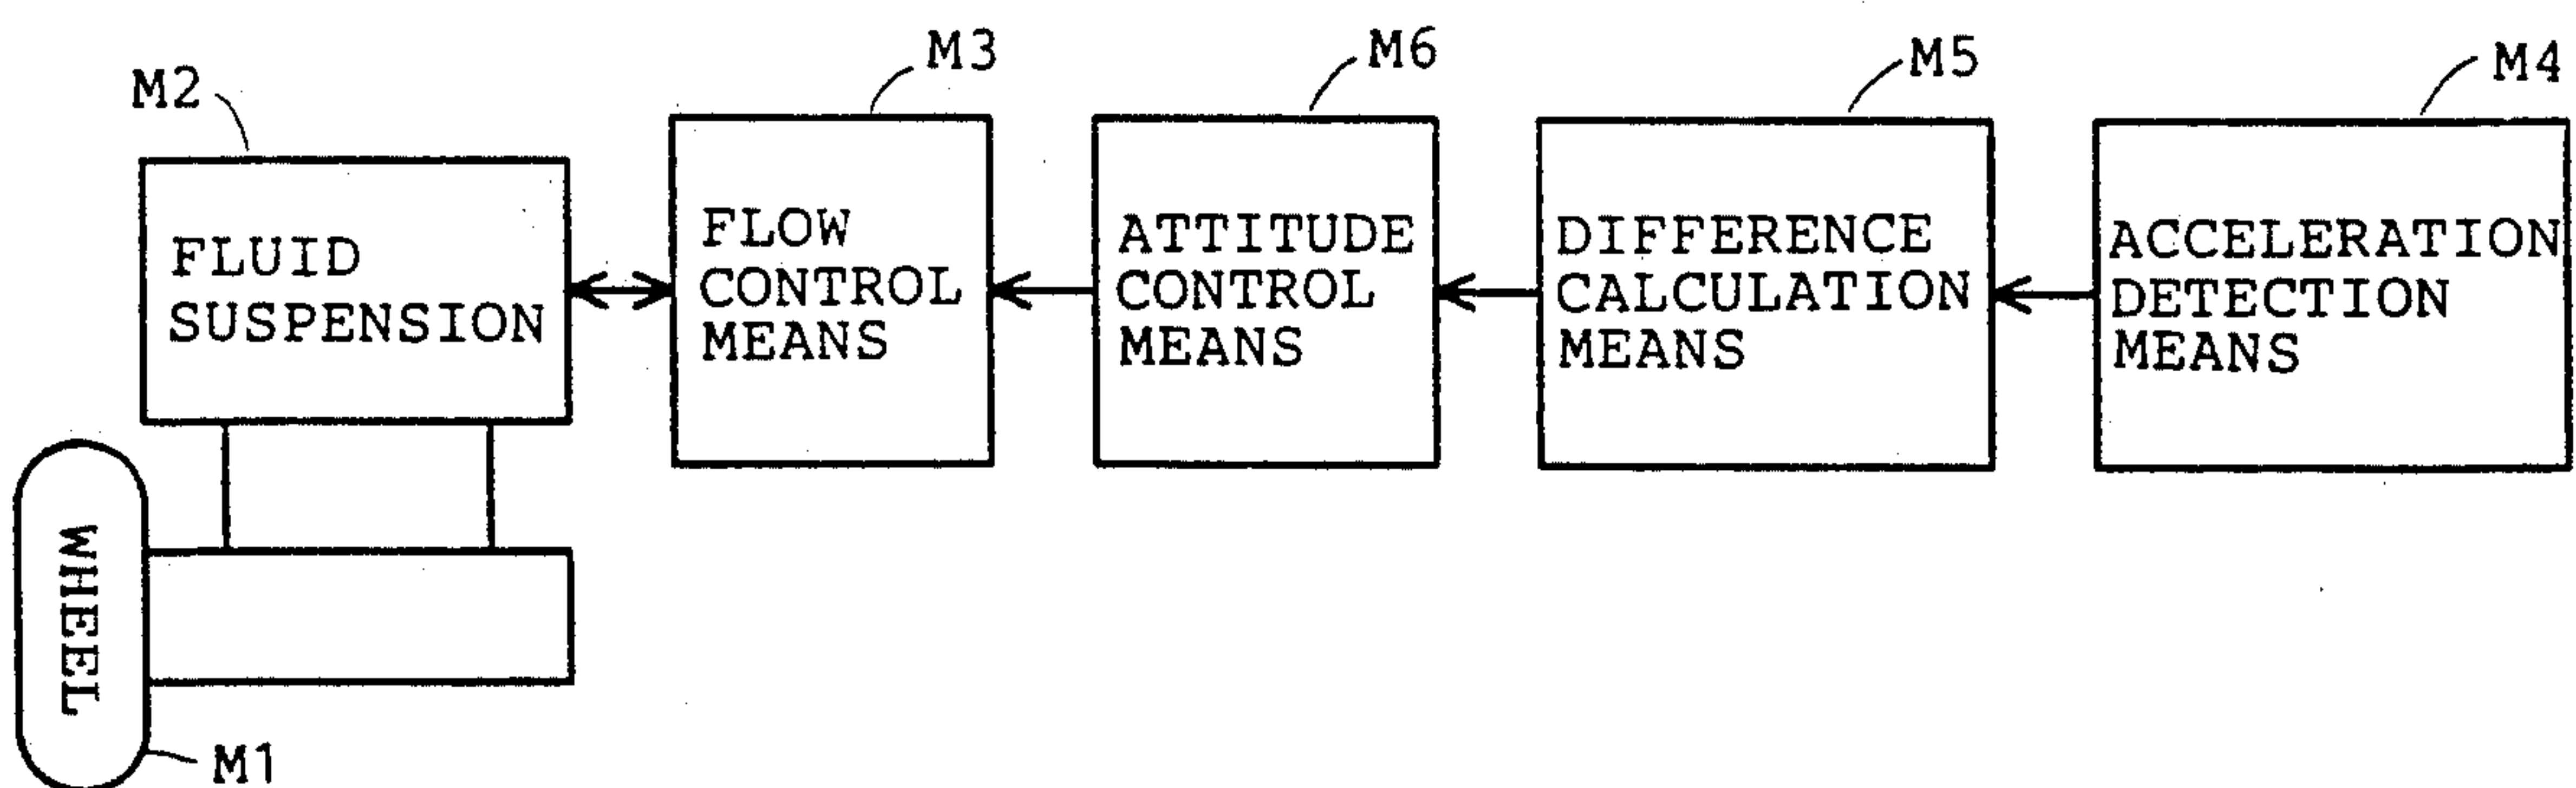 M2
M3
M6
M5
M4
FLUID
SUSPENSION
FLOW
CONTROL
MEANS
ATTITUDE
CONTROL
MEANS
DIFFERENCE
CALCULATION
MEANS
ACCELERATION
DETECTION
MEANS
WHEEL
M1